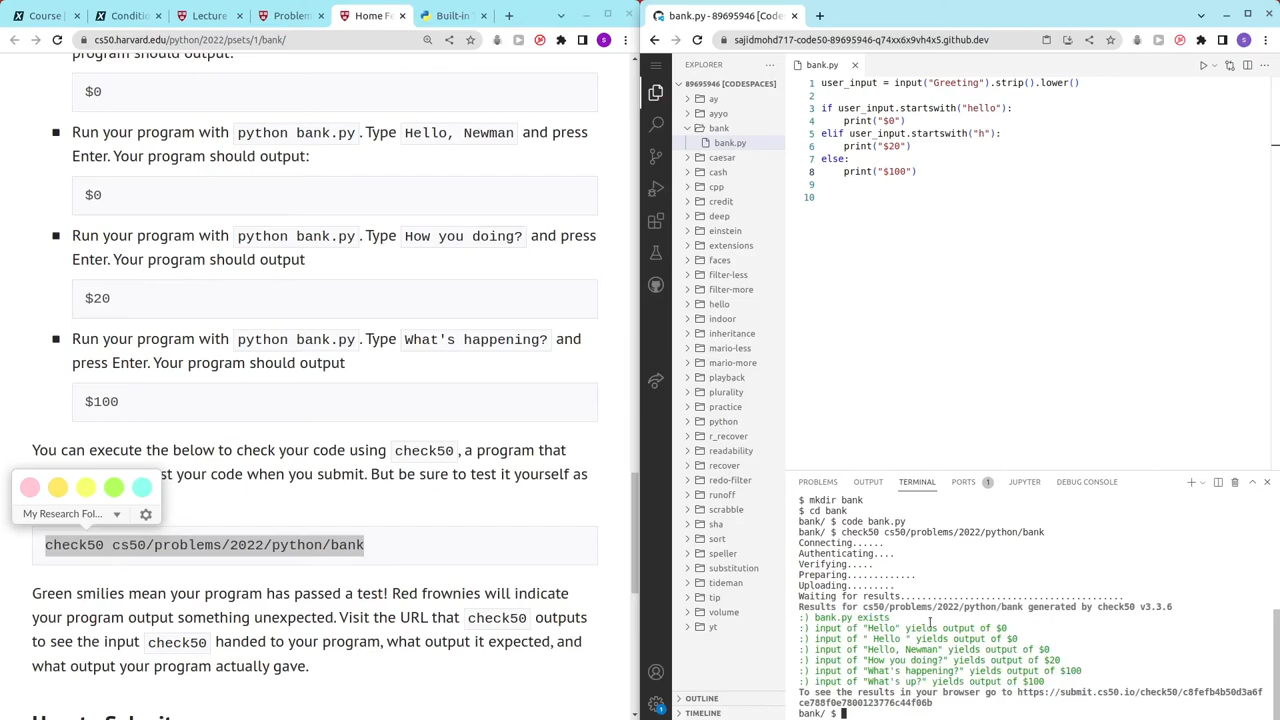 Course
Conditio
Lecture
Problem
Home Fe
Built-in T
cs50.harvard.edu/python/2022/psets/1/bank/
program should output:
$0
Run your program with python bank.py. Type Hello, Newman and press
Enter. Your program should output:
$0
Run your program with python bank.py. Type How you doing? and press
Enter. Your program should output
$20
Run your program with python bank.py. Type What's happening? and
press Enter. Your program should output
$100
You can execute the below to check your code using check50, a program that
st your code when you submit. But be sure to test it yourself as
My Research Fol...
check50 cs50/problems/2022/python/bank
Green smilies mean your program has passed a test! Red frownies will indicate
your program output something unexpected. Visit the URL that check50 outputs
to see the input check50 handed to your program, what output it expected, and
what output your program actually gave.
How to Submit
bank.py - 89695946 [Codes
sajidmohd717-code50-89695946-q74xx6x9vh4x5.github.dev
EXPLORER
89695946 [CODESPACES]
ay
ayyo
bank
bank.py
caesar
cash
cpp
credit
deep
einstein
extensions
faces
filter-less
filter-more
hello
indoor
inheritance
mario-less
mario-more
playback
plurality
practice
python
r_recover
readability
recover
redo-filter
runoff
scrabble
sha
sort
speller
substitution
tideman
tip
volume
yt
OUTLINE
TIMELINE
bank.py
1 user_input = input("Greeting").strip().lower()
2
3 if user_input.startswith("hello"):
4 print("$0")
5 elif user_input.startswith("h"):
6 print("$20")
7 else:
8 print("$100")
9
10
PROBLEMS OUTPUT TERMINAL PORTS 1 JUPYTER DEBUG CONSOLE
$ mkdir bank
$ cd bank
bank/ $ code bank.py
bank/ $ check50 cs50/problems/2022/python/bank
Connecting......
Authenticating....
Verifying.....
Preparing.............
Uploading.........
Waiting for results.......................................
Results for cs50/problems/2022/python/bank generated by check50 v3.3.6
:) bank.py exists
:) input of "Hello" yields output of $0
:) input of " Hello " yields output of $0
:) input of "Hello, Newman" yields output of $0
:) input of "How you doing?" yields output of $20
:) input of "What's happening?" yields output of $100
:) input of "What's up?" yields output of $100
To see the results in your browser go to https://submit.cs50.io/check50/c8fefb4b50d3a6f
ce788f0e7800123776c44f06b
bank/ $